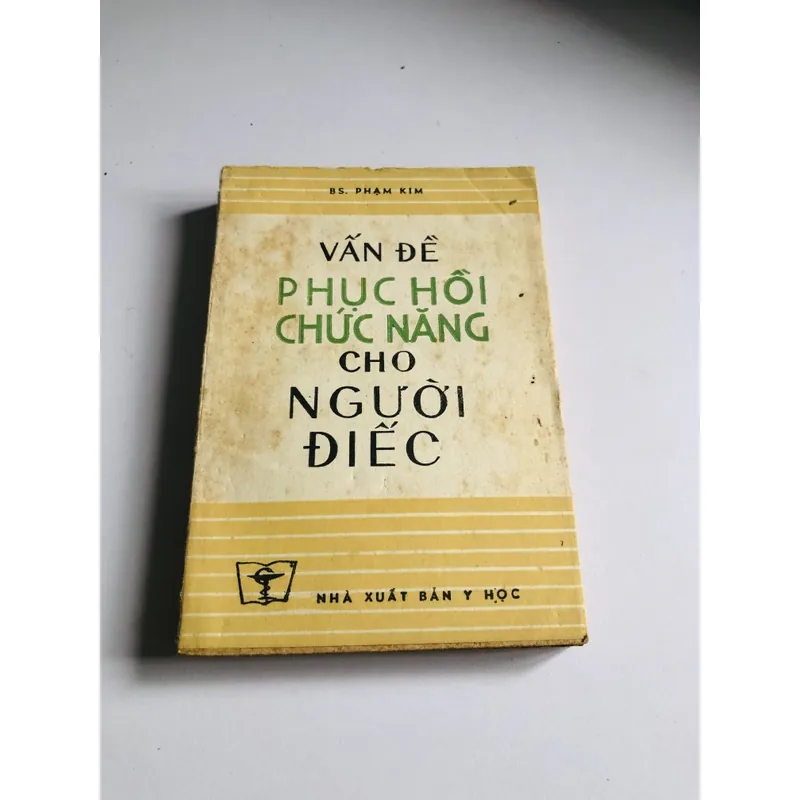 BS. PHẠM KIM
VẤN ĐỀ
PHỤC HỒI
CHỨC NĂNG
CHO
NGƯỜI
ĐIẾC
NHÀ XUẤT BẢN Y HỌC